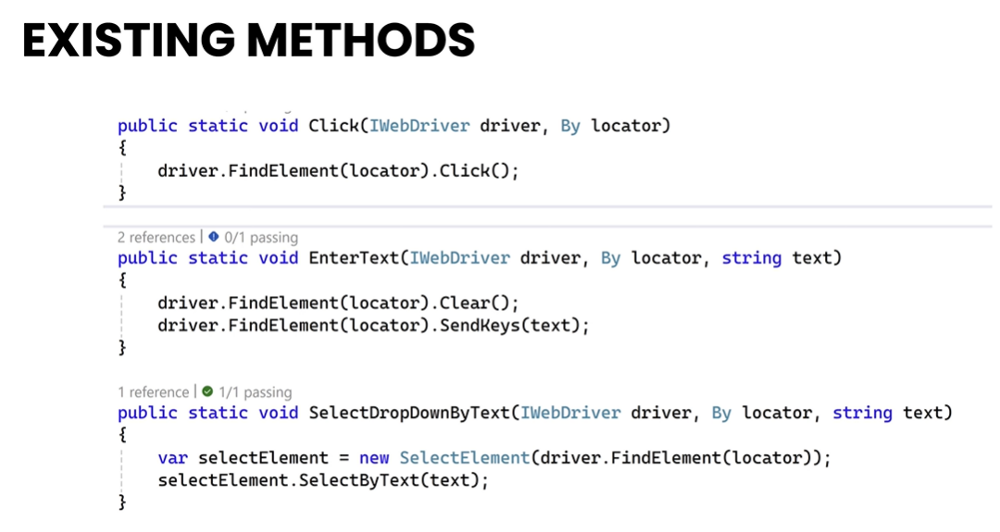 EXISTING METHODS
public static void Click(IWebDriver driver, By locator)
{
driver.FindElement(locator).Click();
}
2 references | 0/1 passing
public static void EnterText(IWebDriver driver, By locator, string text)
{
driver.FindElement(locator).Clear();
driver.FindElement(locator).SendKeys(text);
}
1 reference | 1/1 passing
public static void SelectDropDownByText(IWebDriver driver, By locator, string text)
{
var selectElement = new SelectElement(driver.FindElement(locator));
selectElement.SelectByText(text);
}